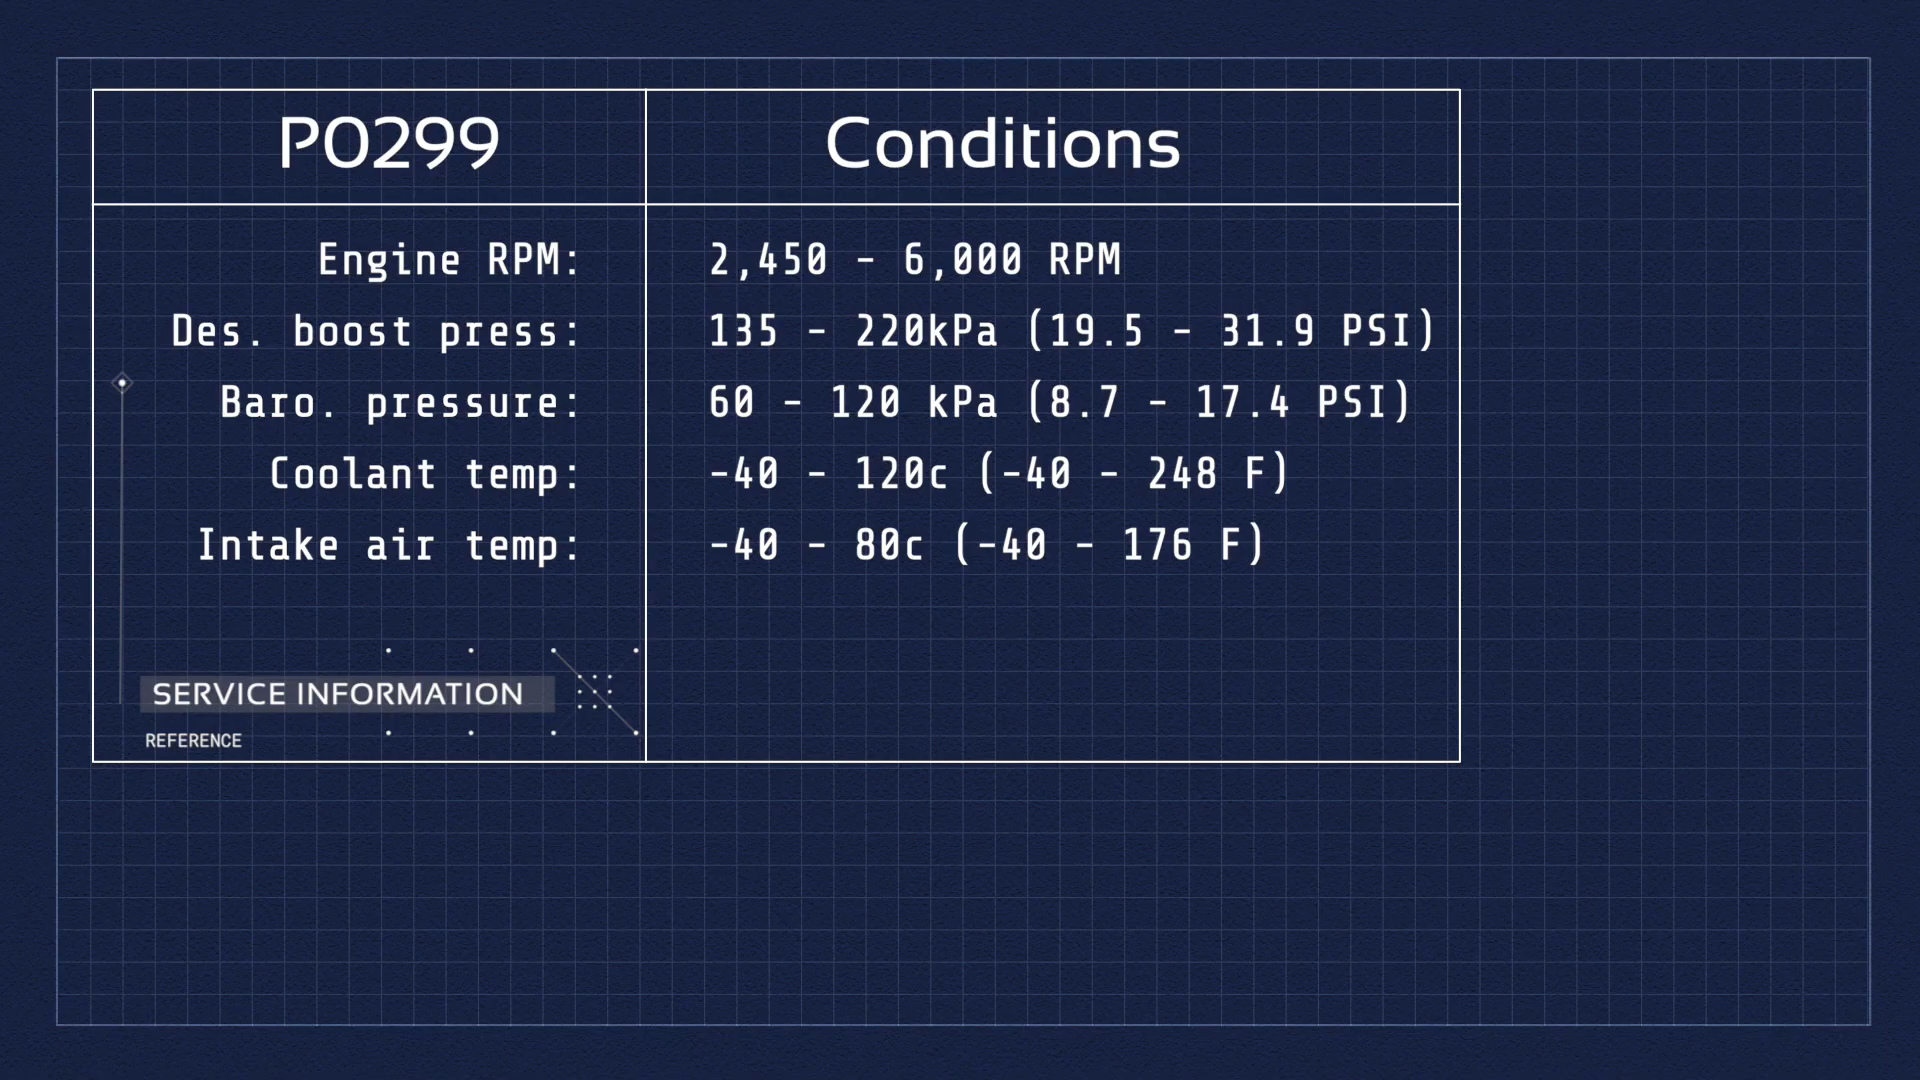 P0299 Conditions
Engine RPM: 2,450 - 6,000 RPM
Des. boost press: 135 - 220kPa (19.5 - 31.9 PSI)
Baro. pressure: 60 - 120 kPa (8.7 - 17.4 PSI)
Coolant temp: -40 - 120c (-40 - 248 F)
Intake air temp: -40 - 80c (-40 - 176 F)
SERVICE INFORMATION
REFERENCE